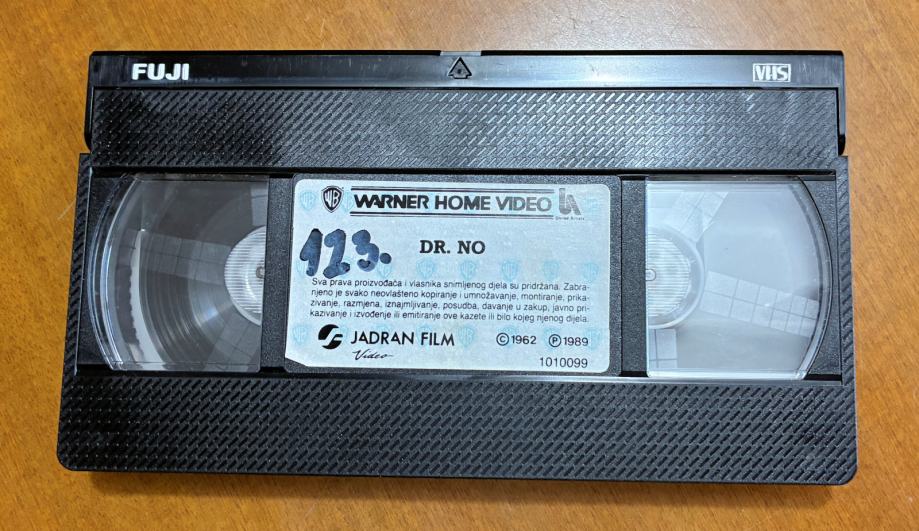 FUJI
VHS
WB WARNER HOME VIDEO UA
United Artists
123.
DR. NO
Sva prava proizvođača i vlasnika snimljenog djela su pridržana. Zabra-
njeno je svako neovlašteno kopiranje i umnožavanje, montiranje, prika-
zivanje, razmjena, iznajmljivanje, posudba, davanje u zakup, javno pri-
kazivanje i izvođenje ili emitiranje ove kazete ili bilo kojeg njenog dijela.
JADRAN FILM ©1962 ℗1989
Video
1010099